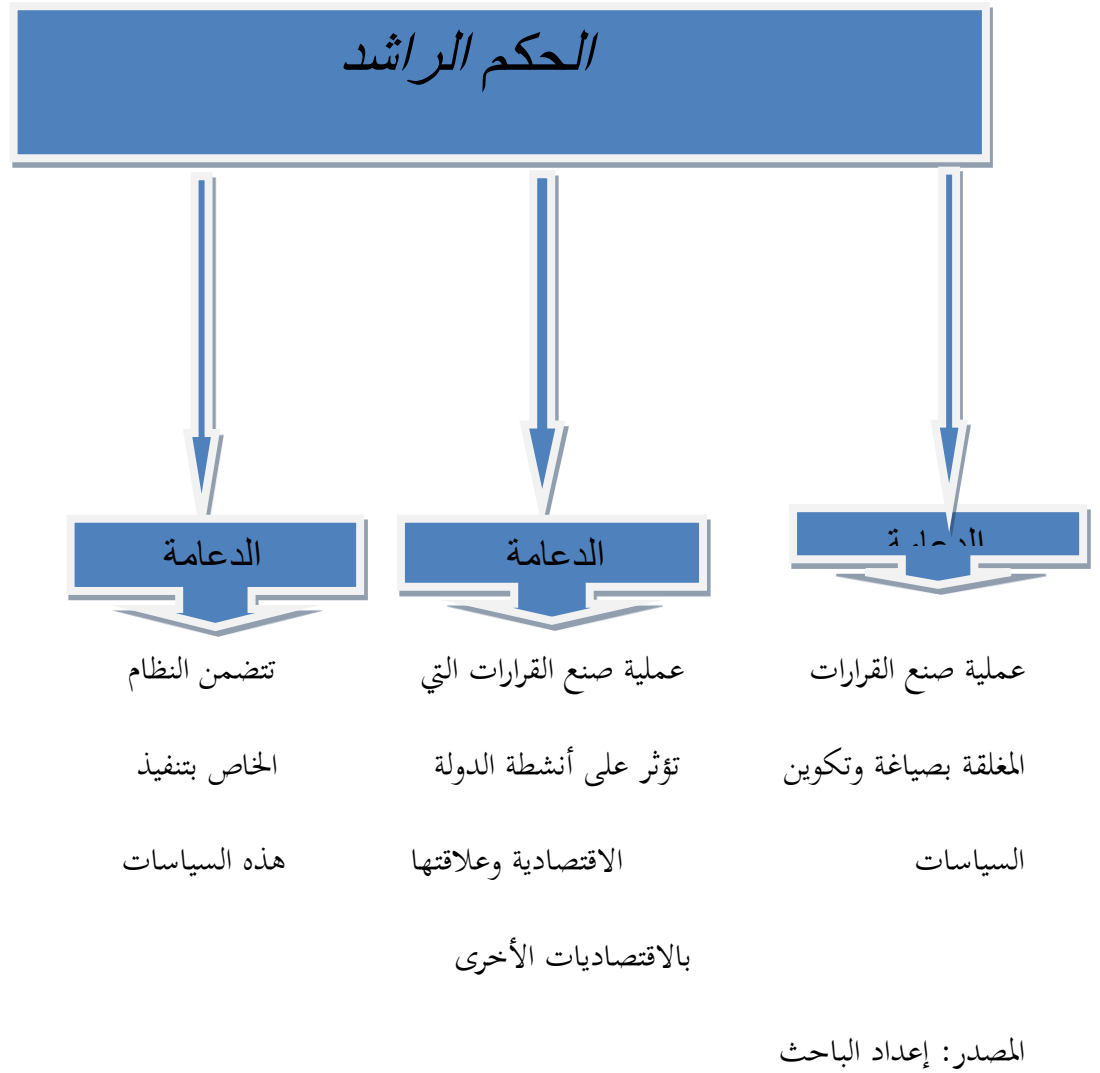 الحكم الراشد
الدعامة
عملية صنع القرارات
المغلقة بصياغة وتكوين
السياسات
الدعامة
عملية صنع القرارات التي
تؤثر على أنشطة الدولة
الاقتصادية وعلاقتها
بالاقتصاديات الأخرى
الدعامة
تتضمن النظام
الخاص بتنفيذ
هذه السياسات
المصدر: إعداد الباحث